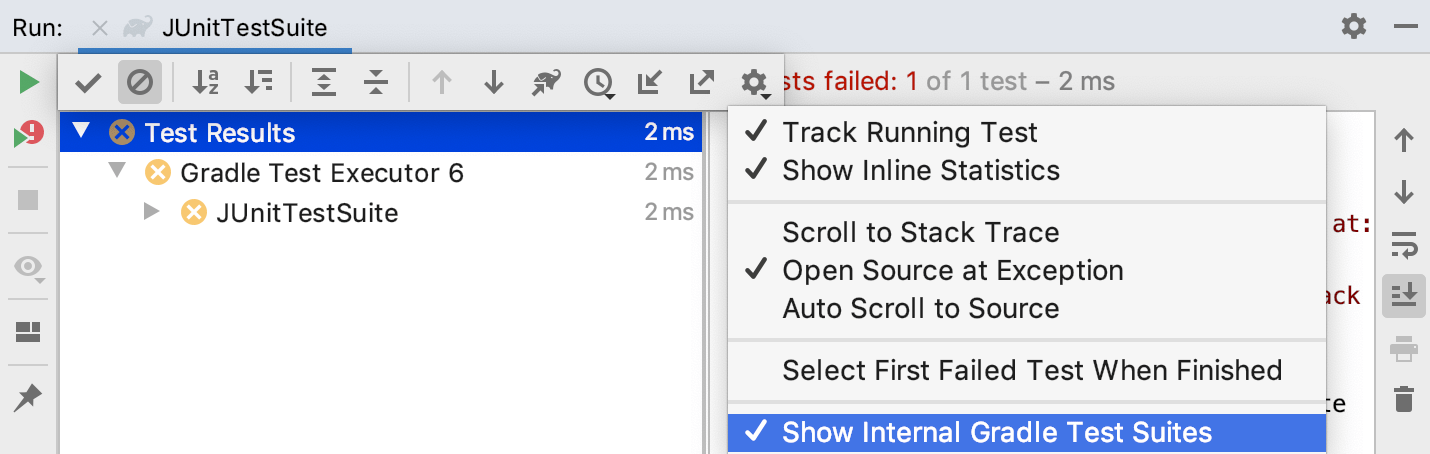 Run: JUnitTestSuite
sts failed: 1 of 1 test – 2 ms
Test Results 2 ms
Gradle Test Executor 6 2 ms
JUnitTestSuite 2 ms
Track Running Test
Show Inline Statistics
Scroll to Stack Trace
Open Source at Exception
Auto Scroll to Source
Select First Failed Test When Finished
Show Internal Gradle Test Suites
at:
ack
te